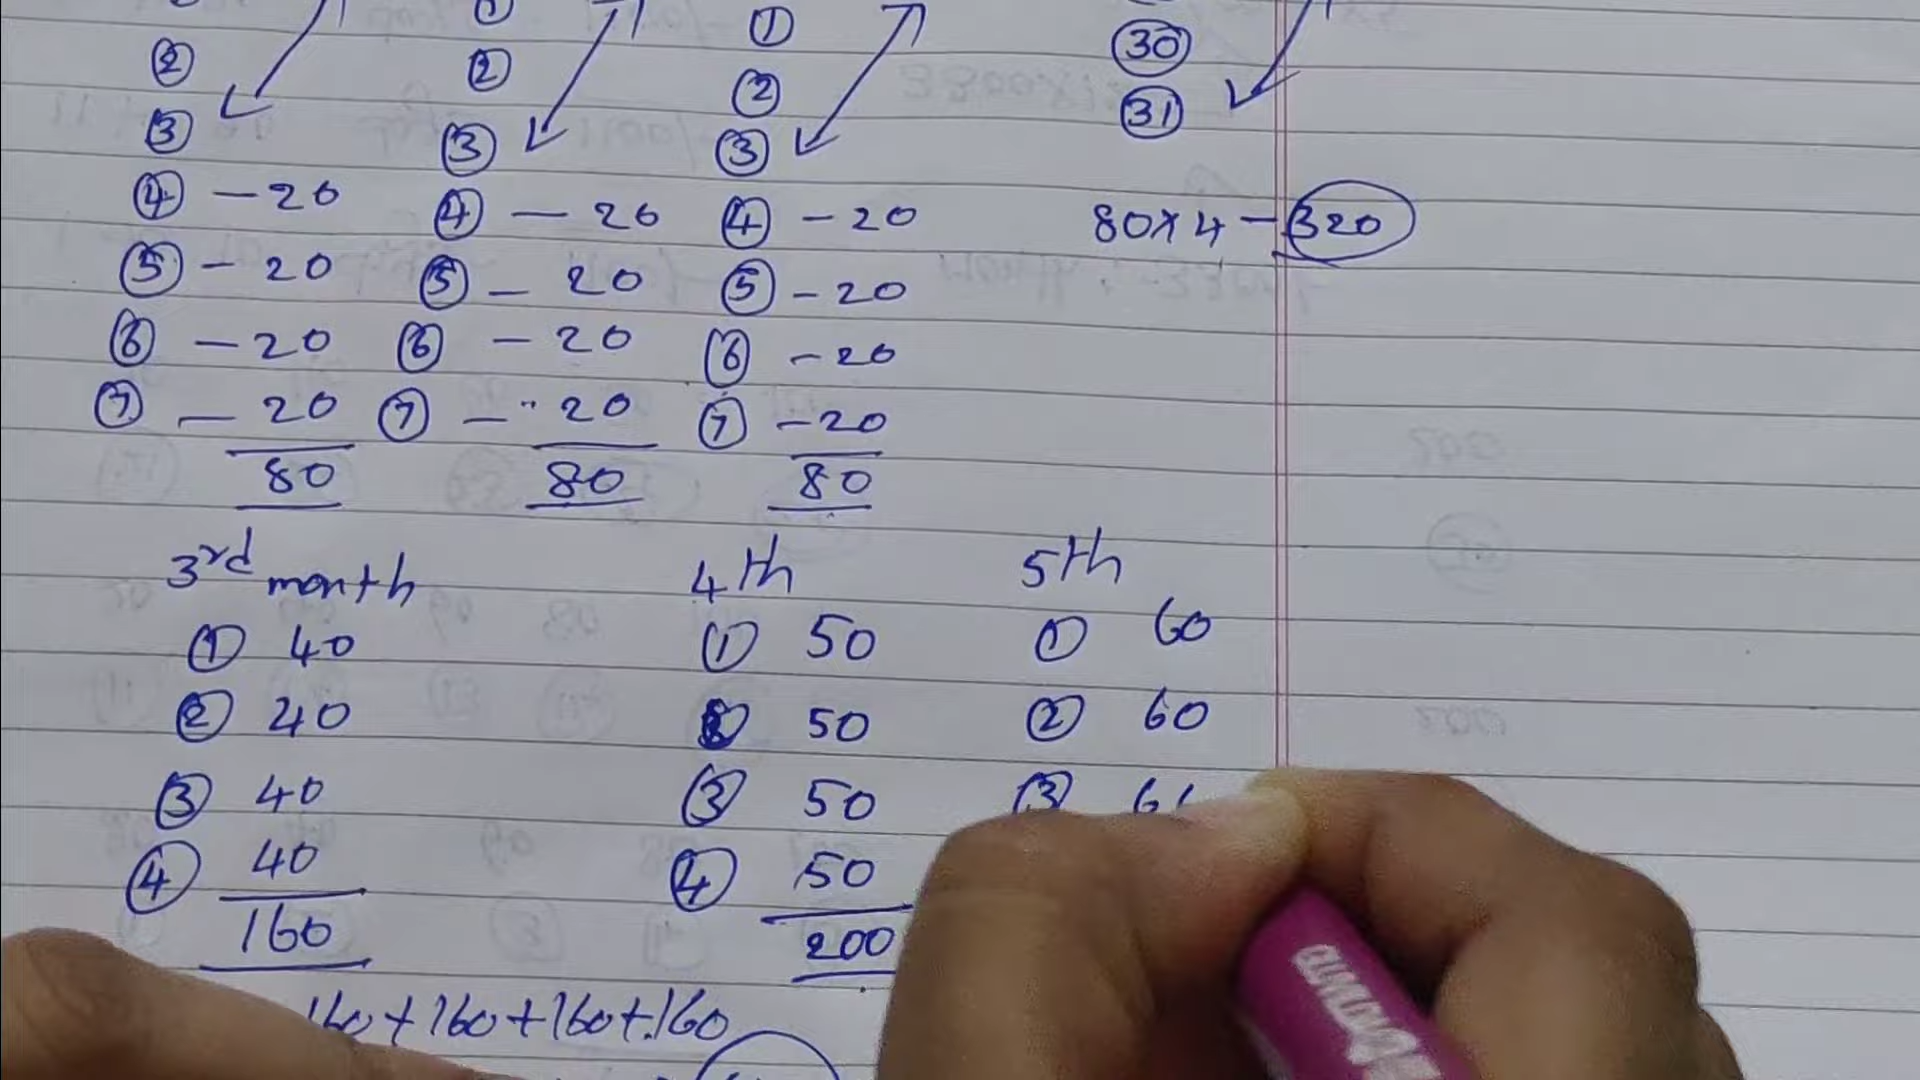 ① 30
② ② ② 31
③ ③ ③
④ - 20 ④ - 20 ④ - 20 80x4 - 320
⑤ - 20 ⑤ - 20 ⑤ - 20
⑥ - 20 ⑥ - 20 ⑥ - 20
⑦ - 20 ⑦ - 20 ⑦ - 20
80 80 80
3rd month 4th 5th
① 40 ① 50 ① 60
② 40 ② 50 ② 60
③ 40 ③ 50 ③
④ 40 ④ 50
160 200
160+160+160+160